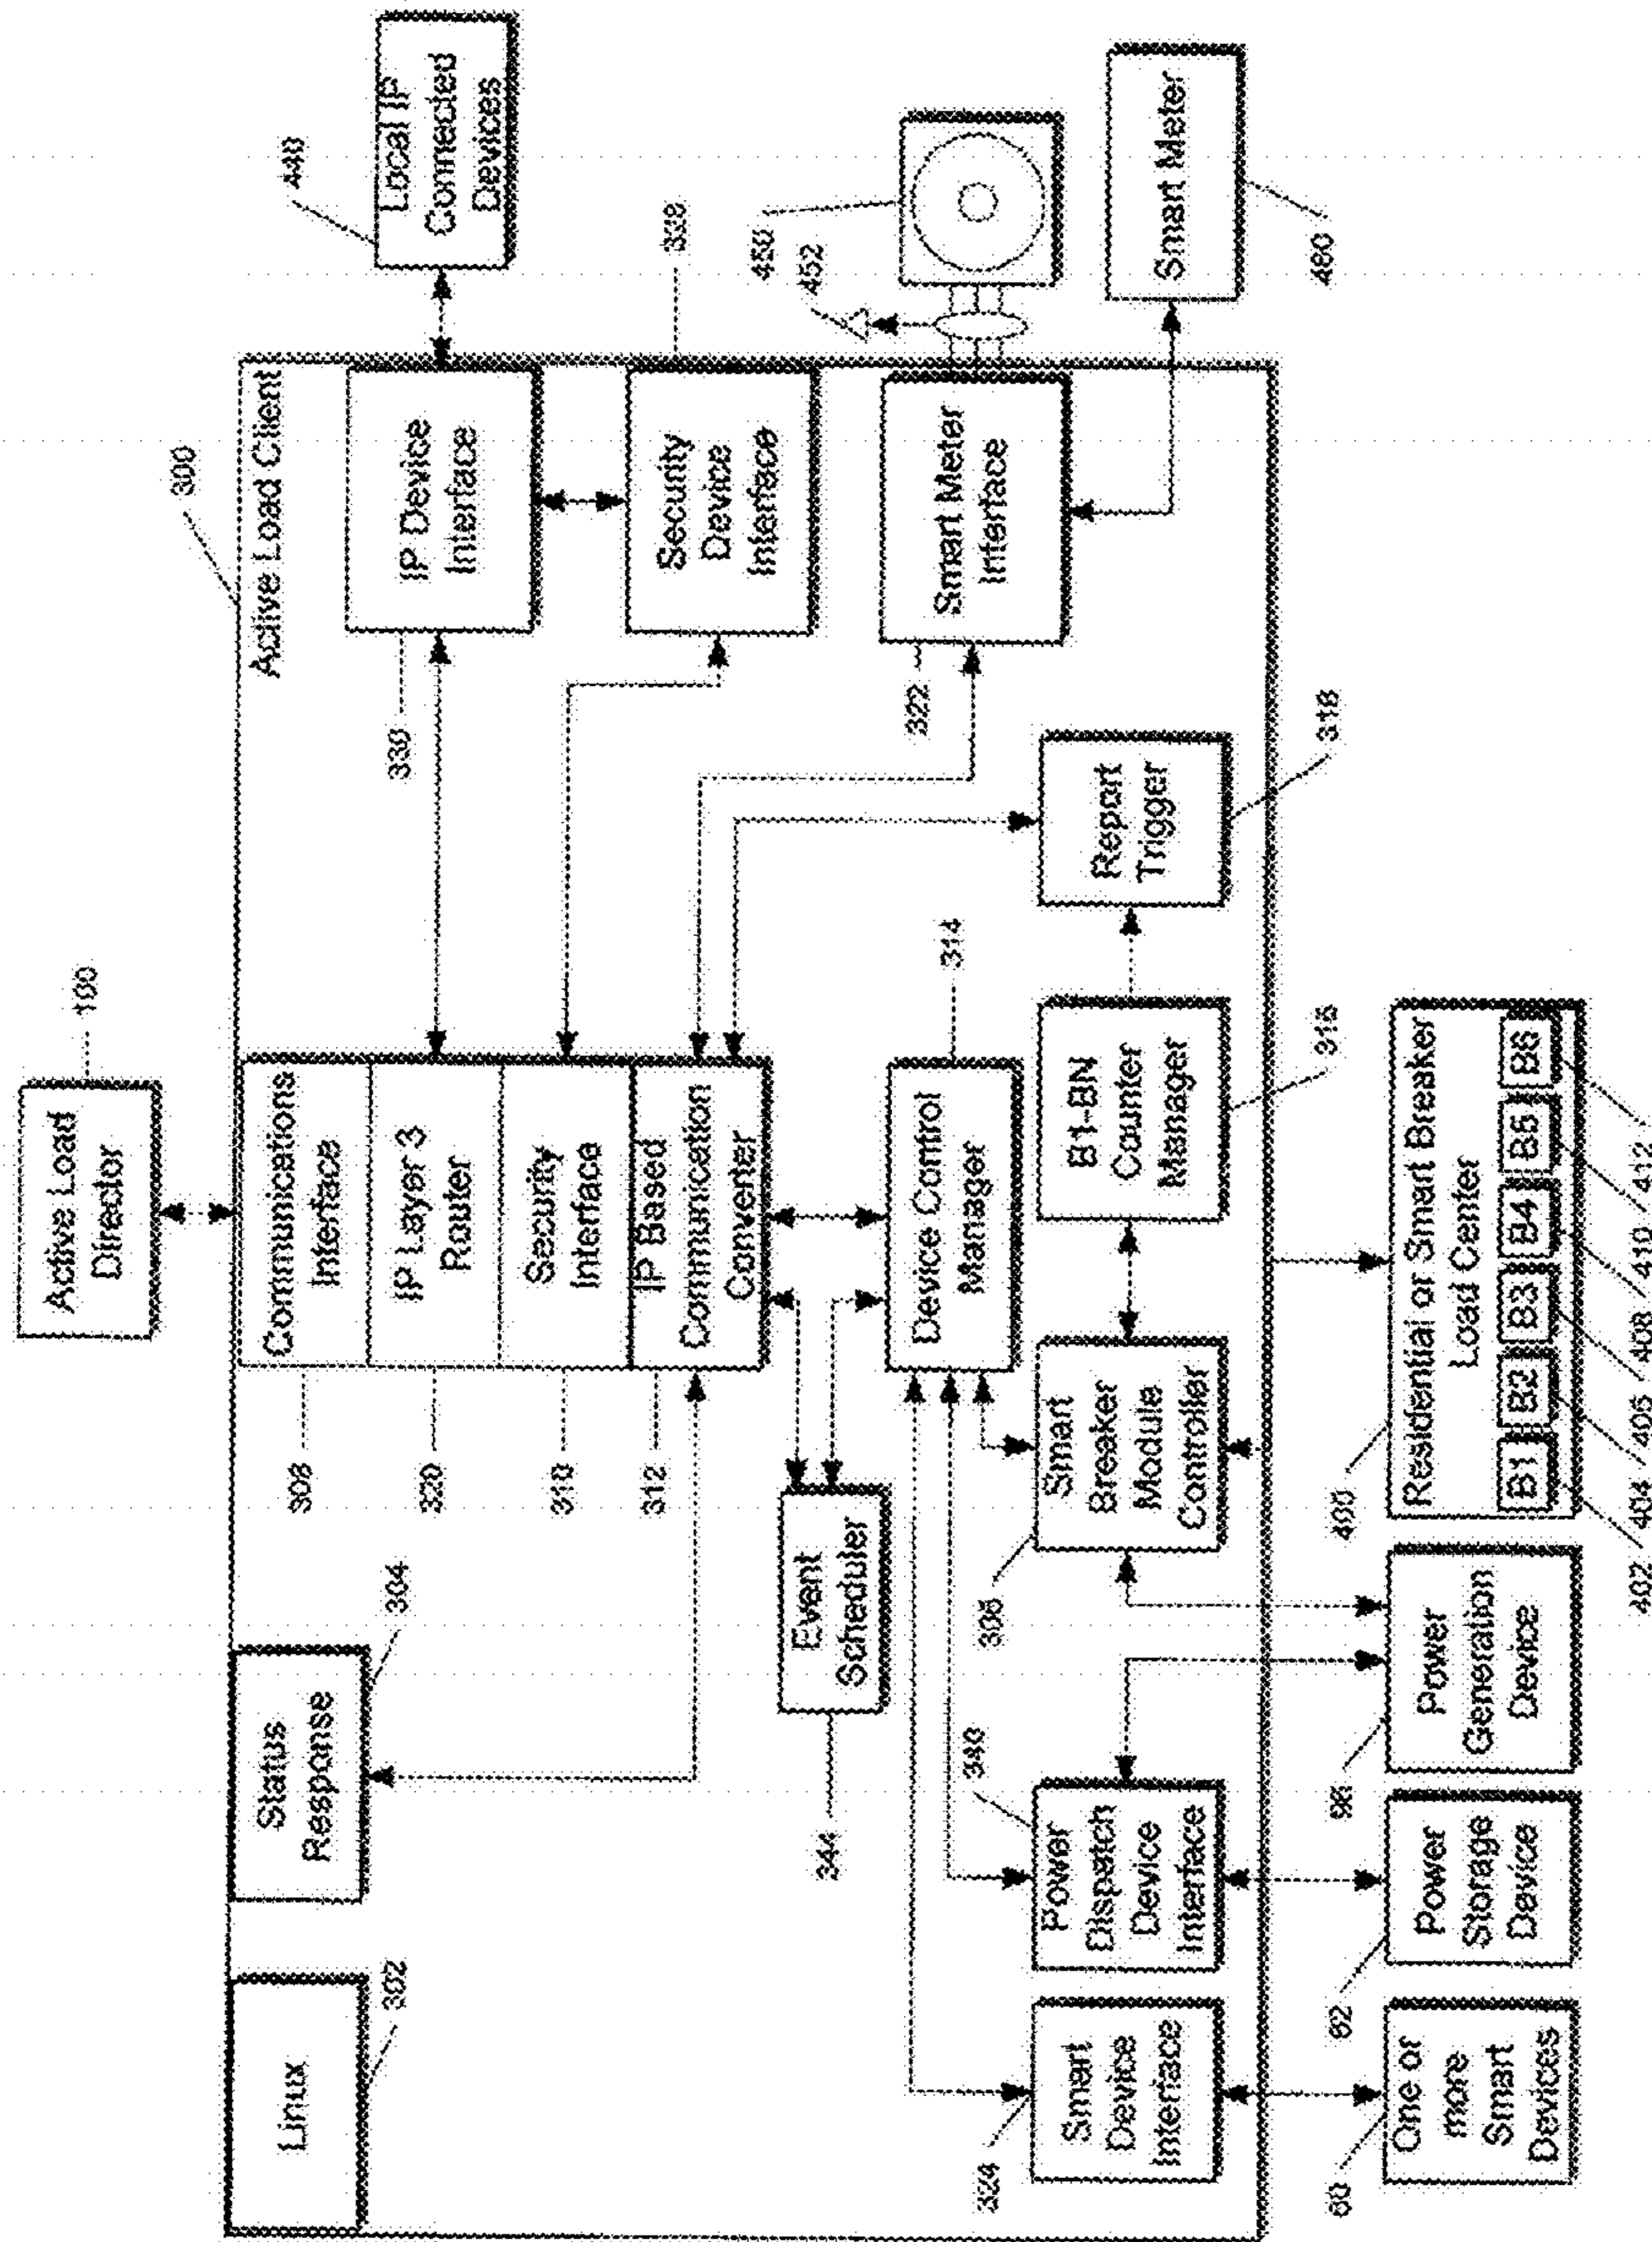 Active Load
Director
100
300
Active Load Client
Linux
302
Status
Response
304
Communications
Interface
308
IP Layer 3
Router
320
Security
Interface
310
IP Based
Communication
Converter
312
IP Device
Interface
330
Local IP
Connected
Devices
440
Security
Device
Interface
338
Smart Meter
Interface
322
450
452
Smart Meter
460
Event
Scheduler
344
Device Control
Manager
314
Smart
Device
Interface
324
Power
Dispatch
Device
Interface
340
Smart
Breaker
Module
Controller
306
B1-BN
Counter
Manager
316
Report
Trigger
318
One or
more
Smart
Devices
60
Power
Storage
Device
62
Power
Generation
Device
96
Residential or Smart Breaker
Load Center
400
B1 B2 B3 B4 B5 B6
402 404 405 408 410 412